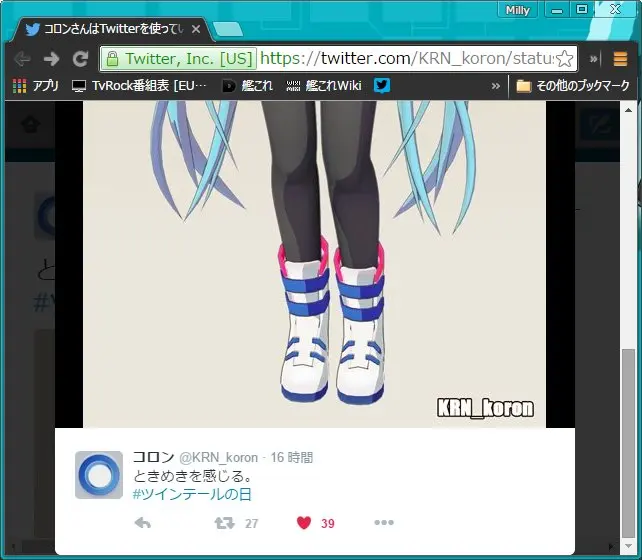 Milly
コロンさんはTwitterを使ってい
Twitter, Inc. [US] https://twitter.com/KRN_koron/status
アプリ TvRock番組表 [EU… 艦これ 艦これWiki » その他のブックマーク
KRN_koron
コロン @KRN_koron · 16 時間
ときめきを感じる。
#ツインテールの日
27 39